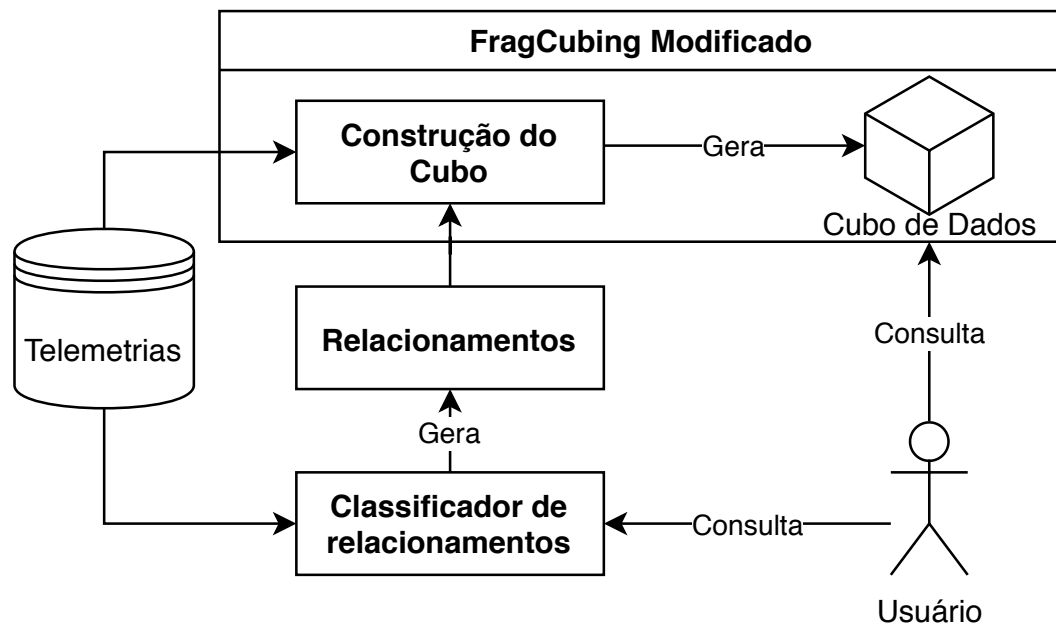 FragCubing Modificado
Construção do
Cubo
Gera
Cubo de Dados
Telemetrias
Relacionamentos
Consulta
Gera
Classificador de
relacionamentos
Consulta
Usuário